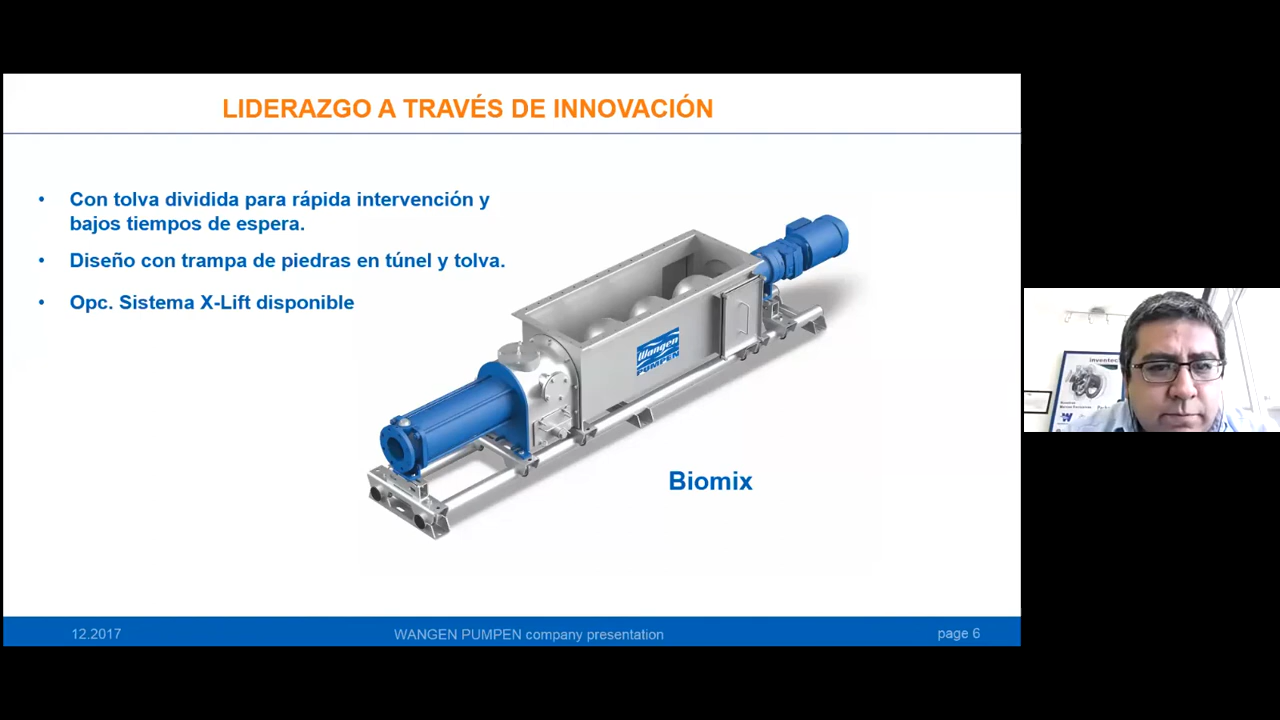 LIDERAZGO A TRAVÉS DE INNOVACIÓN
• Con tolva dividida para rápida intervención y
bajos tiempos de espera.
• Diseño con trampa de piedras en túnel y tolva.
• Opc. Sistema X-Lift disponible
Wangen
PUMPEN
Biomix
12.2017
WANGEN PUMPEN company presentation
page 6
inventec